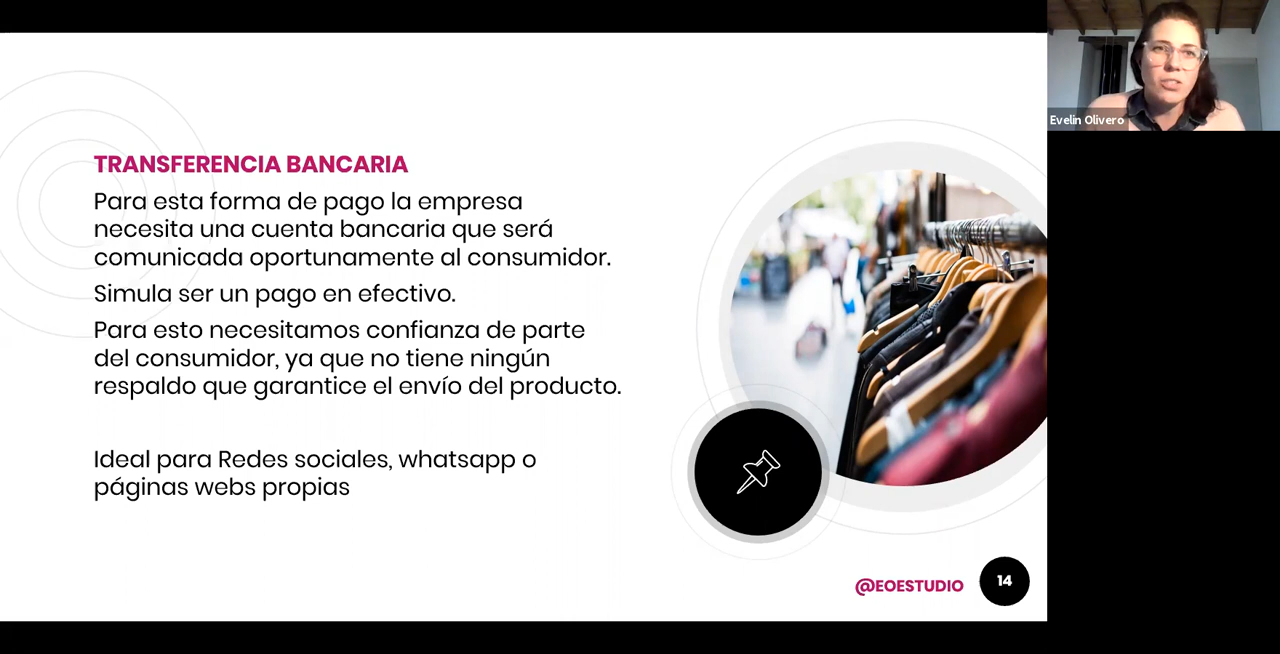 TRANSFERENCIA BANCARIA
Para esta forma de pago la empresa
necesita una cuenta bancaria que será
comunicada oportunamente al consumidor.
Simula ser un pago en efectivo.
Para esto necesitamos confianza de parte
del consumidor, ya que no tiene ningún
respaldo que garantice el envío del producto.
Ideal para Redes sociales, whatsapp o
páginas webs propias
@EOESTUDIO
14
Evelin Olivero